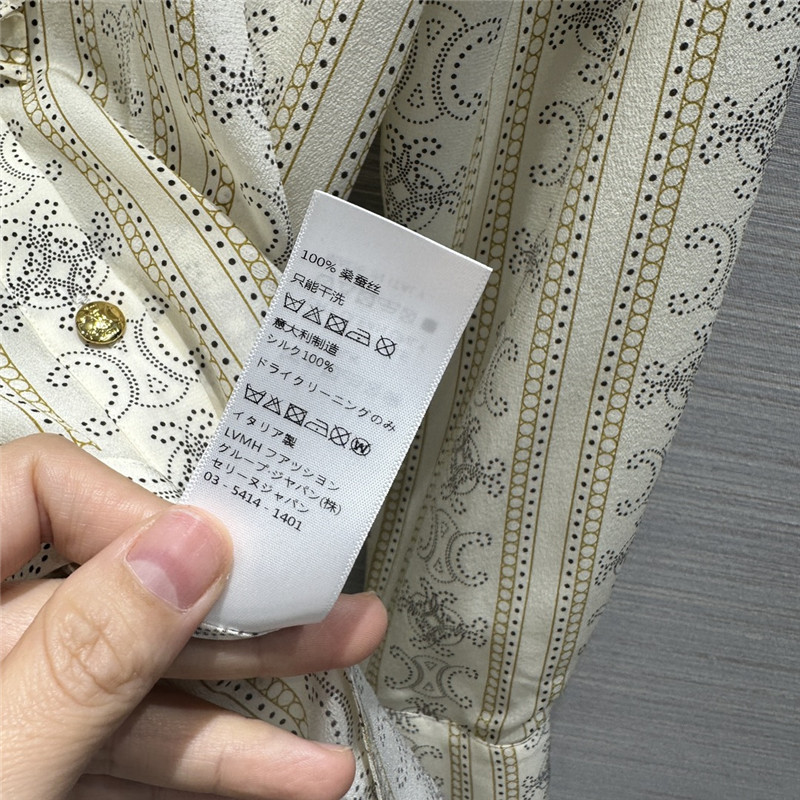 100% 桑蚕丝
只能干洗
意大利制造
シルク100%
ドライクリーニングのみ
W
イタリア製
LVMH ファッション
グループ·ジャパン(株)
セリーヌジャパン
03 - 5414 - 1401